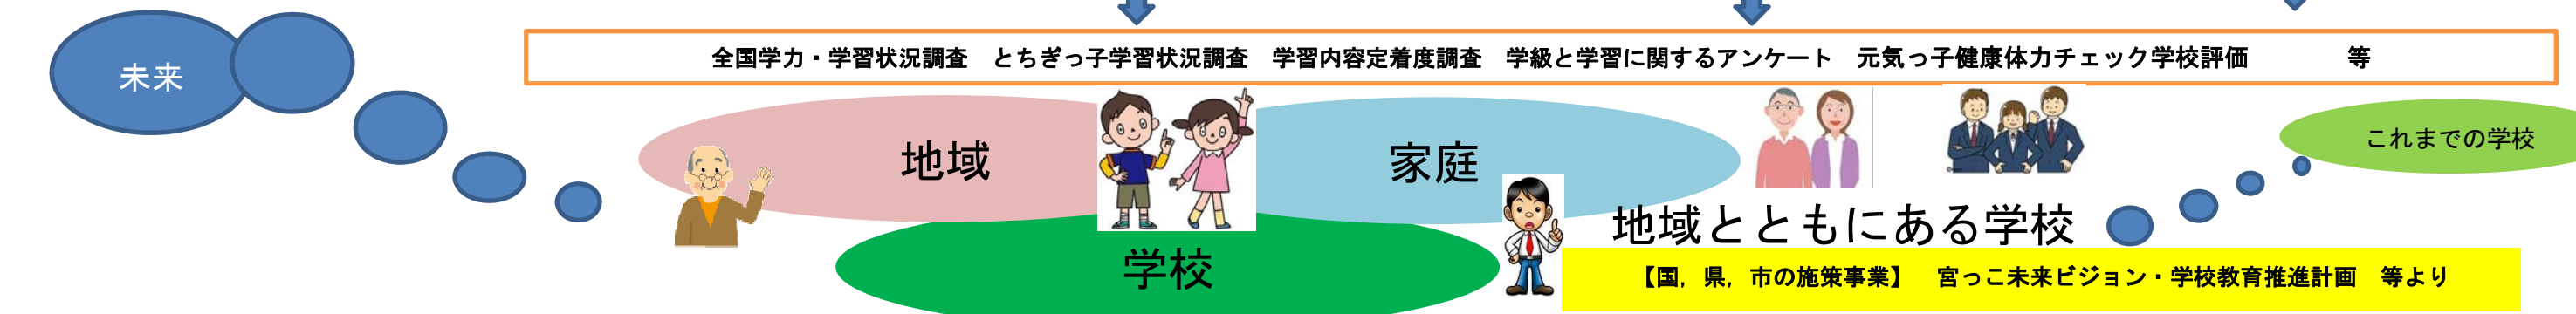 全国学力・学習状況調査　とちぎっ子学習状況調査　学習内容定着度調査　学級と学習に関するアンケート　元気っ子健康体力チェック学校評価　　　　等
未来
地域
家庭
これまでの学校
地域とともにある学校
学校
【国，県，市の施策事業】　宮っこ未来ビジョン・学校教育推進計画　等より